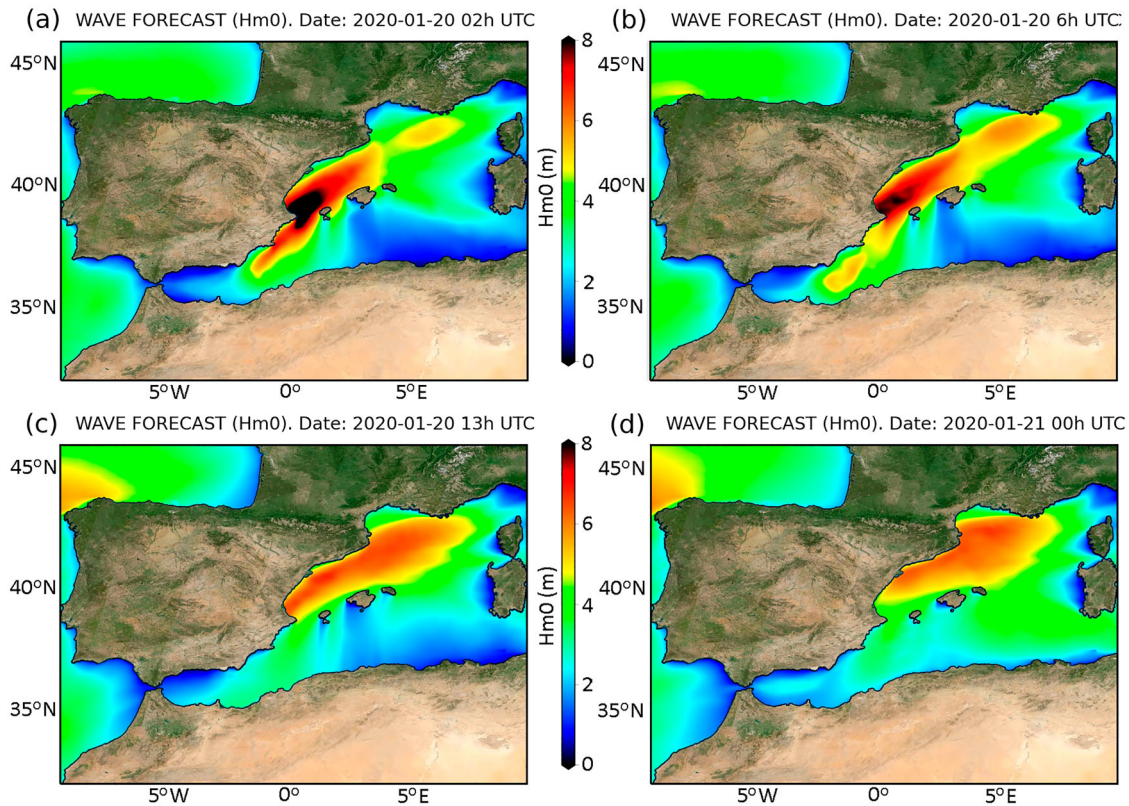 (a) WAVE FORECAST (Hm0). Date: 2020-01-20 02h UTC
45°N
40°N
35°N
5°W 0° 5°E
8
6
4
2
0
Hm0 (m)
(b) WAVE FORECAST (Hm0). Date: 2020-01-20 6h UTC
45°N
40°N
35°N
5°W 0° 5°E
(c) WAVE FORECAST (Hm0). Date: 2020-01-20 13h UTC
45°N
40°N
35°N
5°W 0° 5°E
8
6
4
2
0
Hm0 (m)
(d) WAVE FORECAST (Hm0). Date: 2020-01-21 00h UTC
45°N
40°N
35°N
5°W 0° 5°E